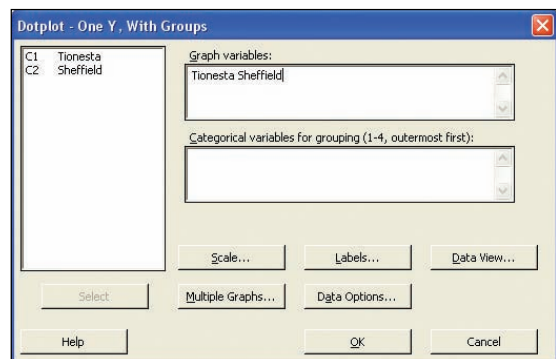 Dotplot - One Y, With Groups
C1 Tionesta
C2 Sheffield
Graph variables:
Tionesta Sheffield
Categorical variables for grouping (1-4, outermost first):
Scale... Labels... Data View...
Select Multiple Graphs... Data Options...
Help OK Cancel